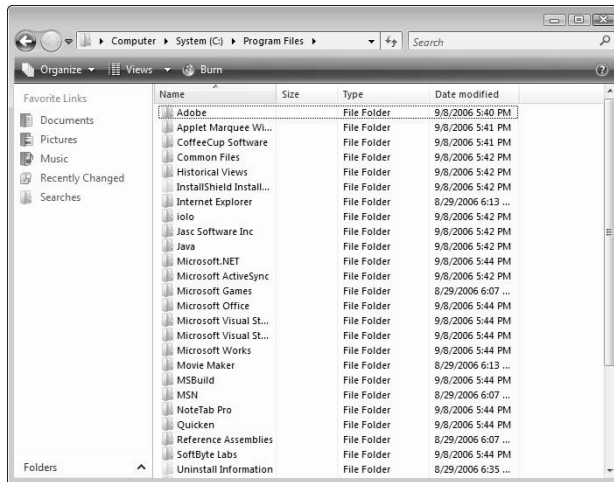 Computer ▸ System (C:) ▸ Program Files ▸ Search
Organize Views Burn
Favorite Links
Documents
Pictures
Music
Recently Changed
Searches
Folders
Name Size Type Date modified
Adobe File Folder 9/8/2006 5:40 PM
Applet Marquee Wi... File Folder 9/8/2006 5:41 PM
CoffeeCup Software File Folder 9/8/2006 5:41 PM
Common Files File Folder 9/8/2006 5:42 PM
Historical Views File Folder 9/8/2006 5:42 PM
InstallShield Install... File Folder 9/8/2006 5:42 PM
Internet Explorer File Folder 8/29/2006 6:13 ...
iolo File Folder 9/8/2006 5:42 PM
Jasc Software Inc File Folder 9/8/2006 5:42 PM
Java File Folder 9/8/2006 5:42 PM
Microsoft.NET File Folder 9/8/2006 5:44 PM
Microsoft ActiveSync File Folder 9/8/2006 5:42 PM
Microsoft Games File Folder 8/29/2006 6:07 ...
Microsoft Office File Folder 9/8/2006 5:44 PM
Microsoft Visual St... File Folder 9/8/2006 5:44 PM
Microsoft Visual St... File Folder 9/8/2006 5:44 PM
Microsoft Works File Folder 9/8/2006 5:44 PM
Movie Maker File Folder 8/29/2006 6:13 ...
MSBuild File Folder 9/8/2006 5:44 PM
MSN File Folder 8/29/2006 6:07 ...
NoteTab Pro File Folder 9/8/2006 5:44 PM
Quicken File Folder 9/8/2006 5:44 PM
Reference Assemblies File Folder 8/29/2006 6:07 ...
SoftByte Labs File Folder 9/8/2006 5:44 PM
Uninstall Information File Folder 8/29/2006 6:35 ...